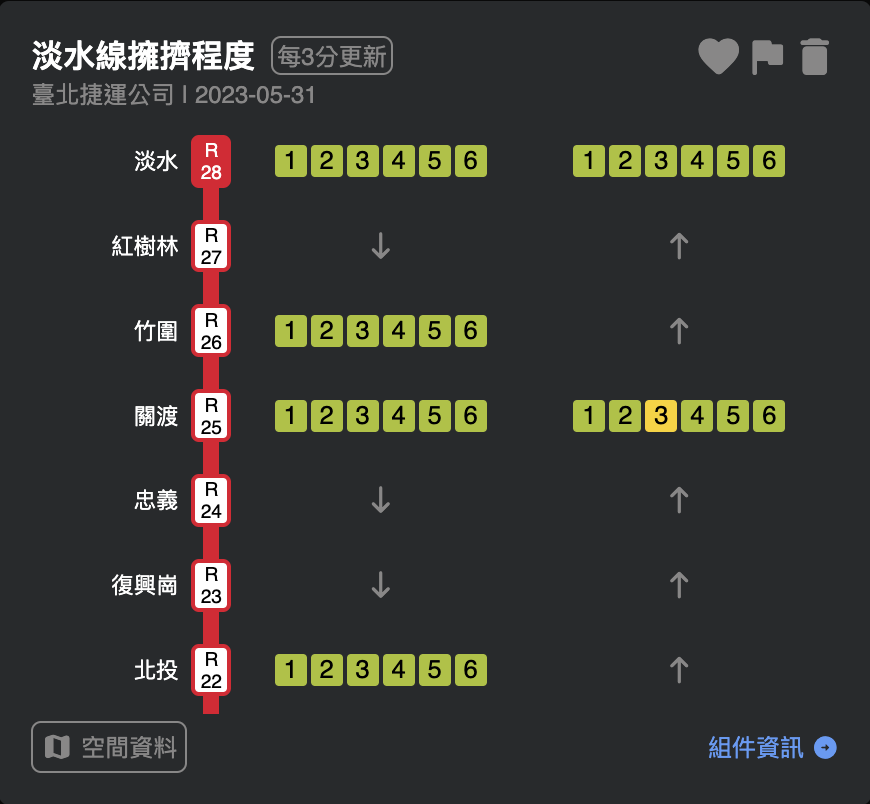 淡水線擁擠程度 每3分更新
臺北捷運公司 | 2023-05-31
淡水 R 28 1 2 3 4 5 6 1 2 3 4 5 6
紅樹林 R 27 ↓ ↑
竹圍 R 26 1 2 3 4 5 6 ↑
關渡 R 25 1 2 3 4 5 6 1 2 3 4 5 6
忠義 R 24 ↓ ↑
復興崗 R 23 ↓ ↑
北投 R 22 1 2 3 4 5 6 ↑
空間資料 組件資訊